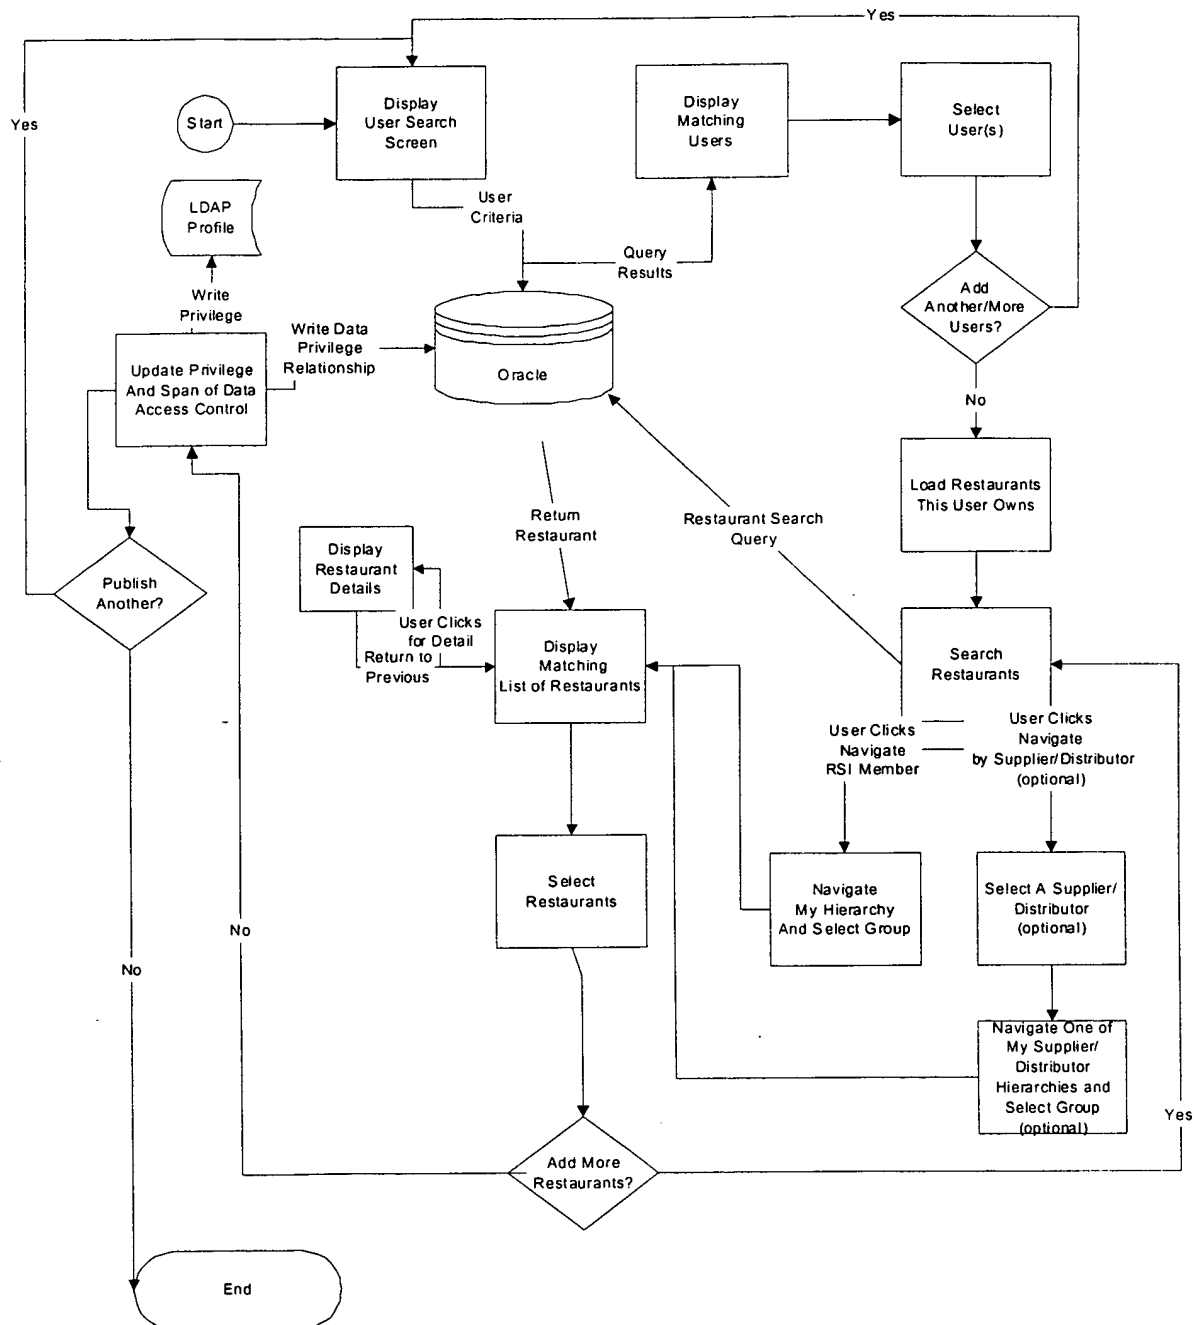 Yes
Yes
Start
Display
User Search
Screen
Display
Matching
Users
Select
User(s)
LDAP
Profile
User
Criteria
Query
Results
Add
Another/More
Users?
Write
Privilege
Write Data
Privilege
Relationship
Oracle
Update Privilege
And Span of Data
Access Control
No
Load Restaurants
This User Owns
Return
Restaurant
Restaurant Search
Query
Display
Restaurant
Details
Publish
Another?
User Clicks
for Detail
Return to
Previous
Display
Matching
List of Restaurants
Search
Restaurants
User Clicks
Navigate
RSI Member
User Clicks
Navigate
by Supplier/Distributor
(optional)
Select
Restaurants
Navigate
My Hierarchy
And Select Group
Select A Supplier/
Distributor
(optional)
No
No
Navigate One of
My Supplier/
Distributor
Hierarchies and
Select Group
(optional)
Yes
Add More
Restaurants?
End